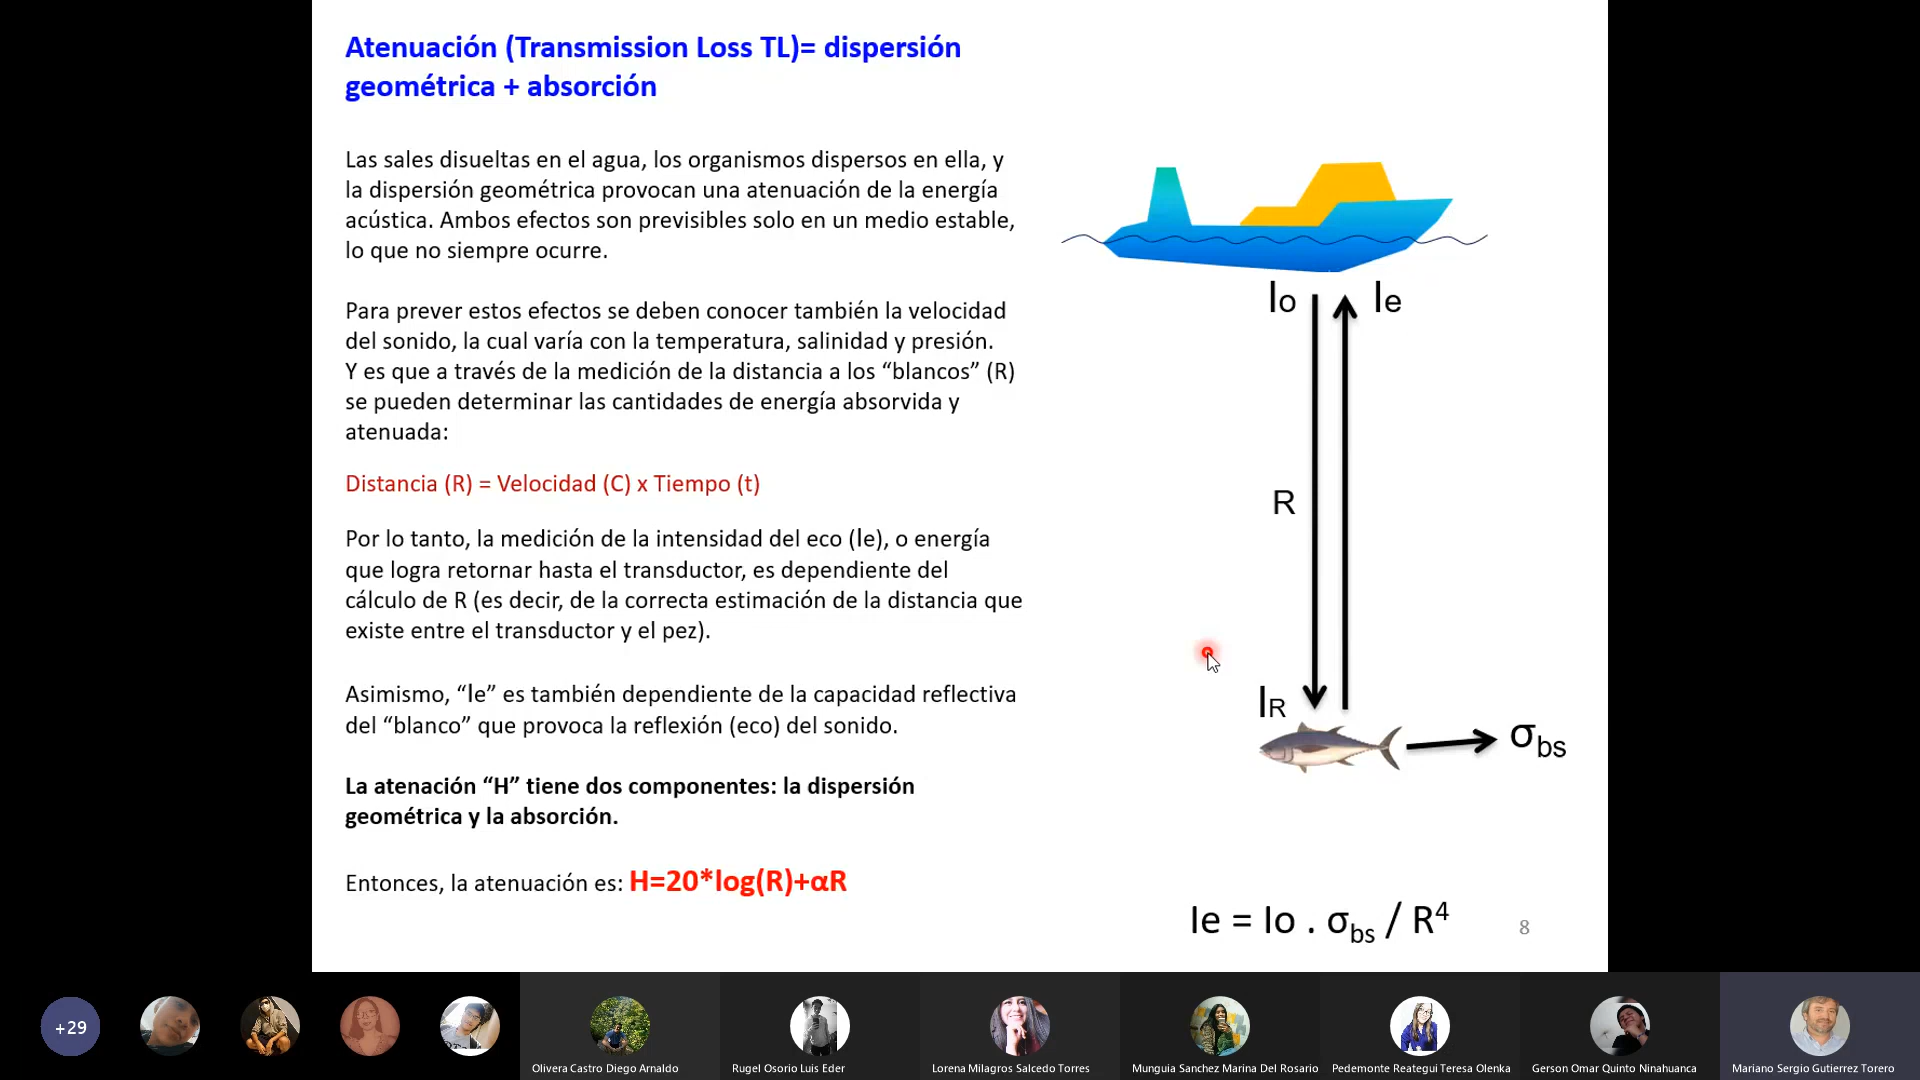 Atenuación (Transmission Loss TL)= dispersión
geométrica + absorción
Las sales disueltas en el agua, los organismos dispersos en ella, y
la dispersión geométrica provocan una atenuación de la energía
acústica. Ambos efectos son previsibles solo en un medio estable,
lo que no siempre ocurre.
Para prever estos efectos se deben conocer también la velocidad
del sonido, la cual varía con la temperatura, salinidad y presión.
Y es que a través de la medición de la distancia a los “blancos” (R)
se pueden determinar las cantidades de energía absorvida y
atenuada:
Distancia (R) = Velocidad (C) x Tiempo (t)
Por lo tanto, la medición de la intensidad del eco (Ie), o energía
que logra retornar hasta el transductor, es dependiente del
cálculo de R (es decir, de la correcta estimación de la distancia que
existe entre el transductor y el pez).
Asimismo, “Ie” es también dependiente de la capacidad reflectiva
del “blanco” que provoca la reflexión (eco) del sonido.
La atenación “H” tiene dos componentes: la dispersión
geométrica y la absorción.
Entonces, la atenuación es: H=20*log(R)+αR
Io
Ie
R
IR
σbs
Ie = Io . σbs / R⁴
8
+29
Olivera Castro Diego Arnaldo
Rugel Osorio Luis Eder
Lorena Milagros Salcedo Torres
Munguia Sanchez Marina Del Rosario
Pedemonte Reategui Teresa Olenka
Gerson Omar Quinto Ninahuanca
Mariano Sergio Gutierrez Torero